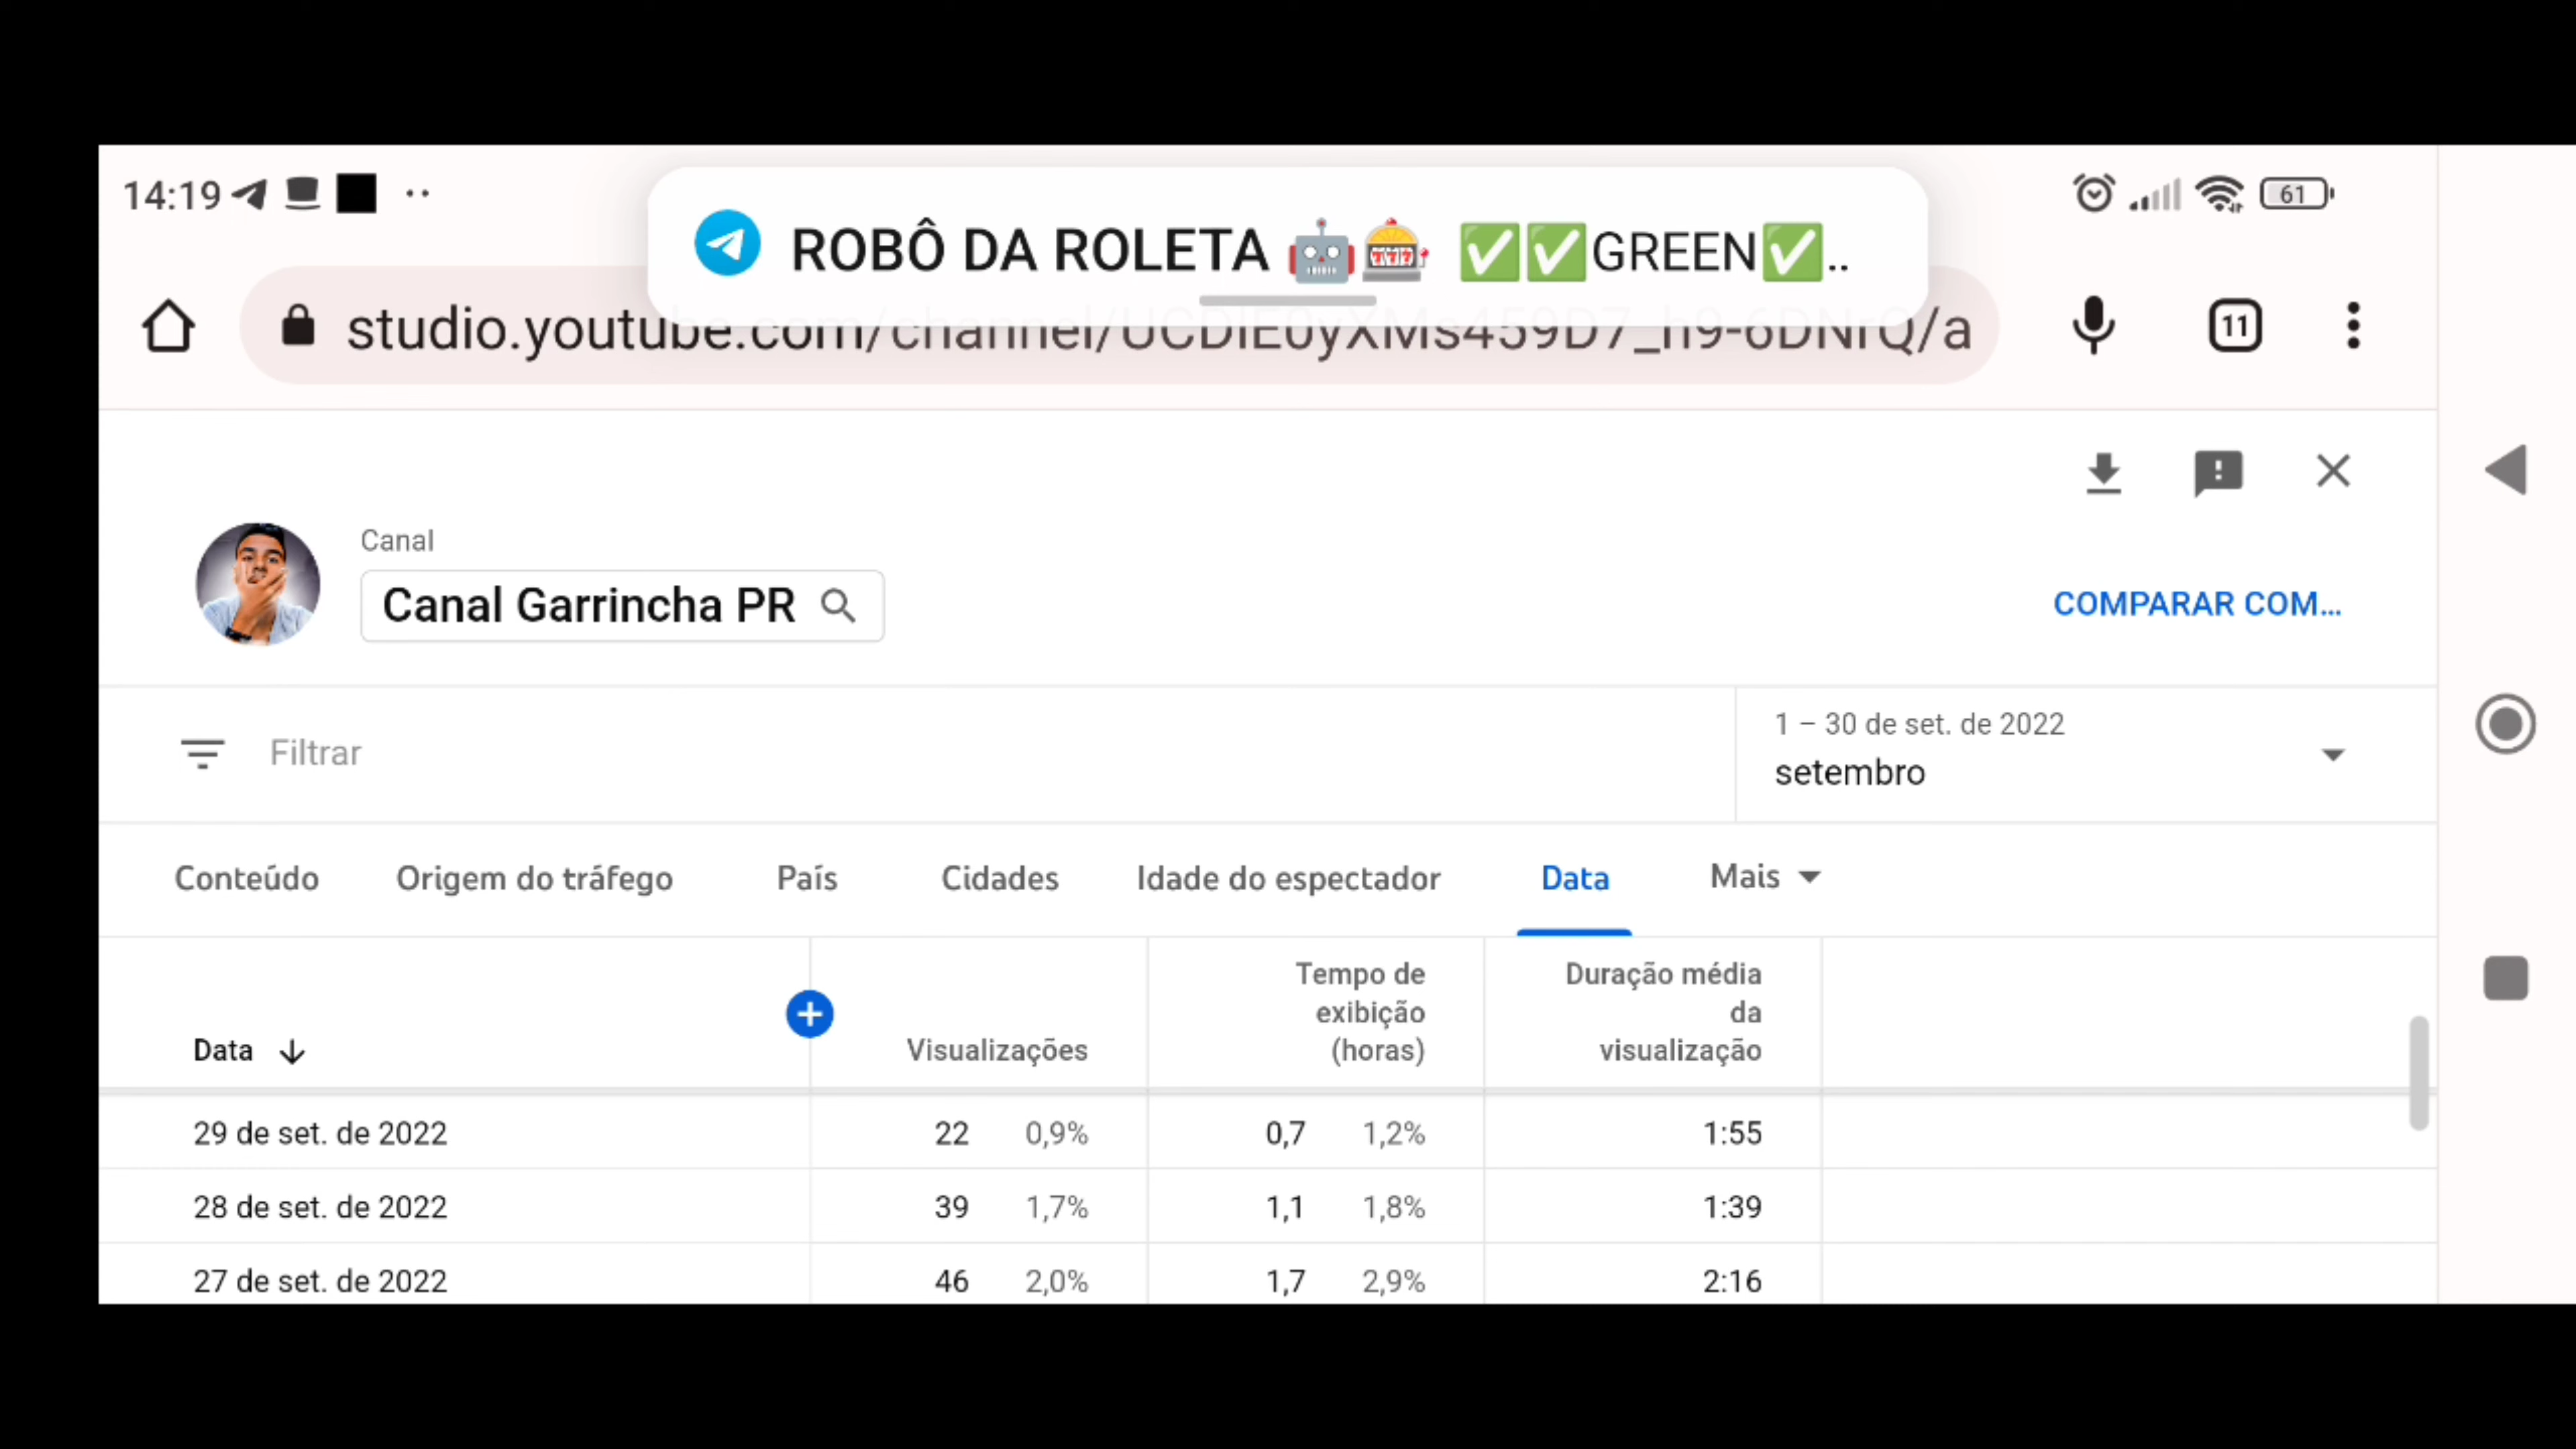 14:19
61
ROBÔ DA ROLETA 🤖🎰 ✅✅GREEN✅..
studio.youtube.com/channel/UCDIE0yXMs459D7_h9-6DNrQ/a
11
Canal
Canal Garrincha PR
COMPARAR COM...
Filtrar
1 – 30 de set. de 2022
setembro
Conteúdo Origem do tráfego País Cidades Idade do espectador Data Mais
Data
Visualizações
Tempo de
exibição
(horas)
Duração média
da
visualização
29 de set. de 2022 22 0,9% 0,7 1,2% 1:55
28 de set. de 2022 39 1,7% 1,1 1,8% 1:39
27 de set. de 2022 46 2,0% 1,7 2,9% 2:16